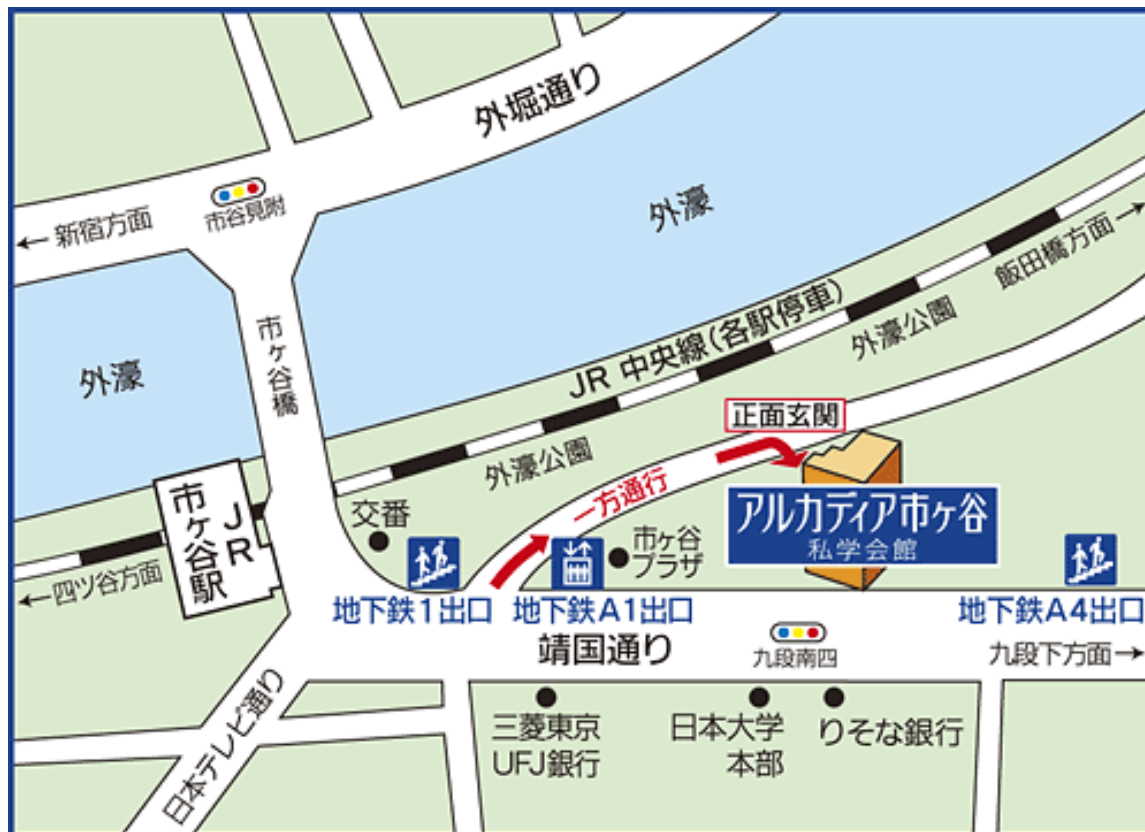 外堀通り
市谷見附
←新宿方面
外濠
飯田橋方面→
外濠
市ヶ谷橋
JR 中央線(各駅停車)
外濠公園
正面玄関
外濠公園
一方通行
JR
市ヶ谷駅
交番
市ヶ谷
プラザ
アルカディア市ヶ谷
私学会館
←四ツ谷方面
地下鉄1出口
地下鉄A1出口
地下鉄A4出口
靖国通り
九段南四
九段下方面→
日本テレビ通り
三菱東京
UFJ銀行
日本大学
本部
りそな銀行